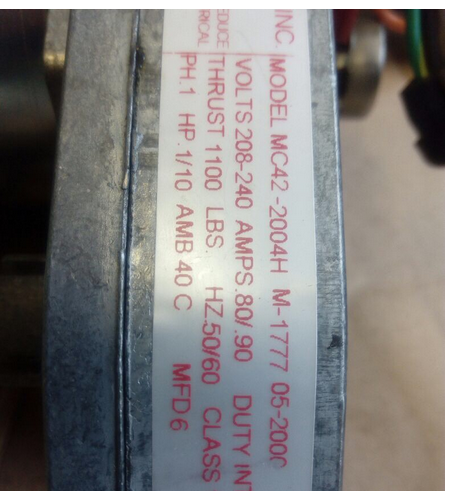 INC. MODEL MC42-2004H M-1777 05-200
VOLTS 208-240 AMPS.80/.90 DUTY INT
THRUST 1100 LBS. HZ.50/60 CLASS
PH.1 HP.1/10 AMB.40 C MFD6